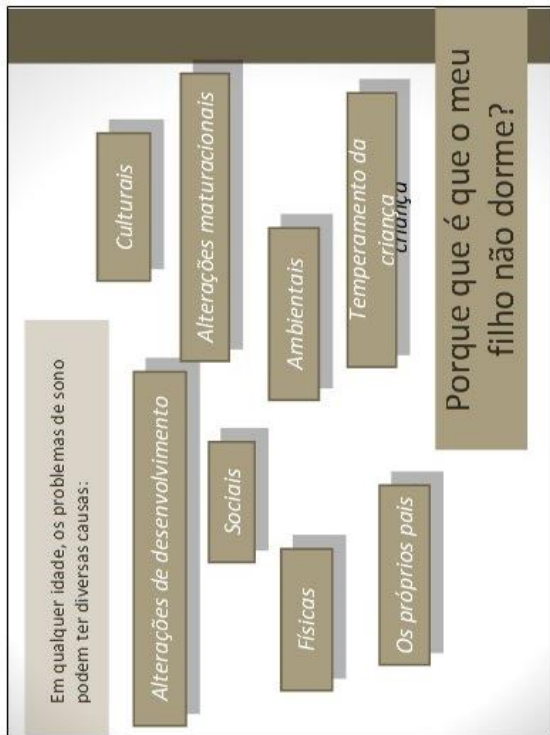 Em qualquer idade, os problemas de sono
podem ter diversas causas:
Alterações de desenvolvimento
Culturais
Alterações maturacionais
Sociais
Ambientais
Físicas
Temperamento da
criança
criança
Os próprios pais
Porque que é que o meu
filho não dorme?